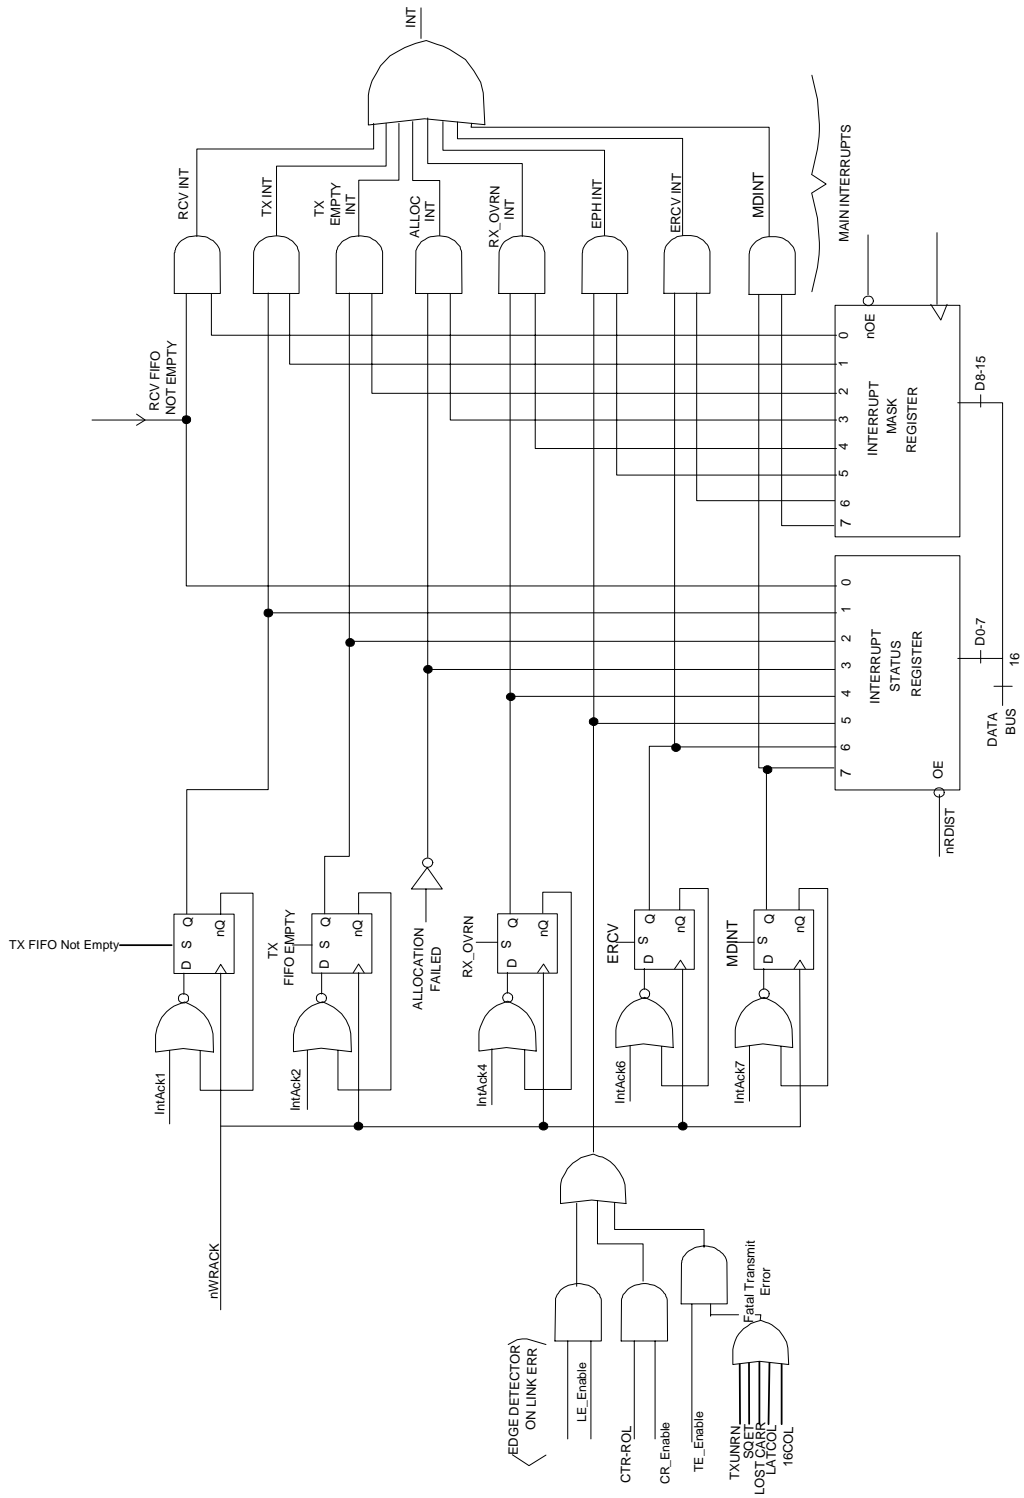 INT
RCV INT
TX INT
TX
EMPTY
INT
ALLOC
INT
RX_OVRN
INT
EPH INT
ERCV INT
MDINT
MAIN INTERRUPTS
RCV FIFO
NOT EMPTY
0
1
2
3
4
5
6
7
nOE
INTERRUPT
MASK
REGISTER
D8-15
0
1
2
3
4
5
6
7
INTERRUPT
STATUS
REGISTER
OE
nRDIST
D0-7
16
DATA
BUS
TX FIFO Not Empty
D
S
Q
nQ
TX
FIFO EMPTY
D
S
Q
nQ
ALLOCATION
FAILED
RX_OVRN
D
S
Q
nQ
ERCV
D
S
Q
nQ
MDINT
D
S
Q
nQ
IntAck1
IntAck2
IntAck4
IntAck6
IntAck7
nWRACK
EDGE DETECTOR
ON LINK ERR
LE_Enable
CTR-ROL
CR_Enable
TE_Enable
Fatal Transmit
Error
TXUNRN
SQET
LOST CARR
LATCOL
16COL